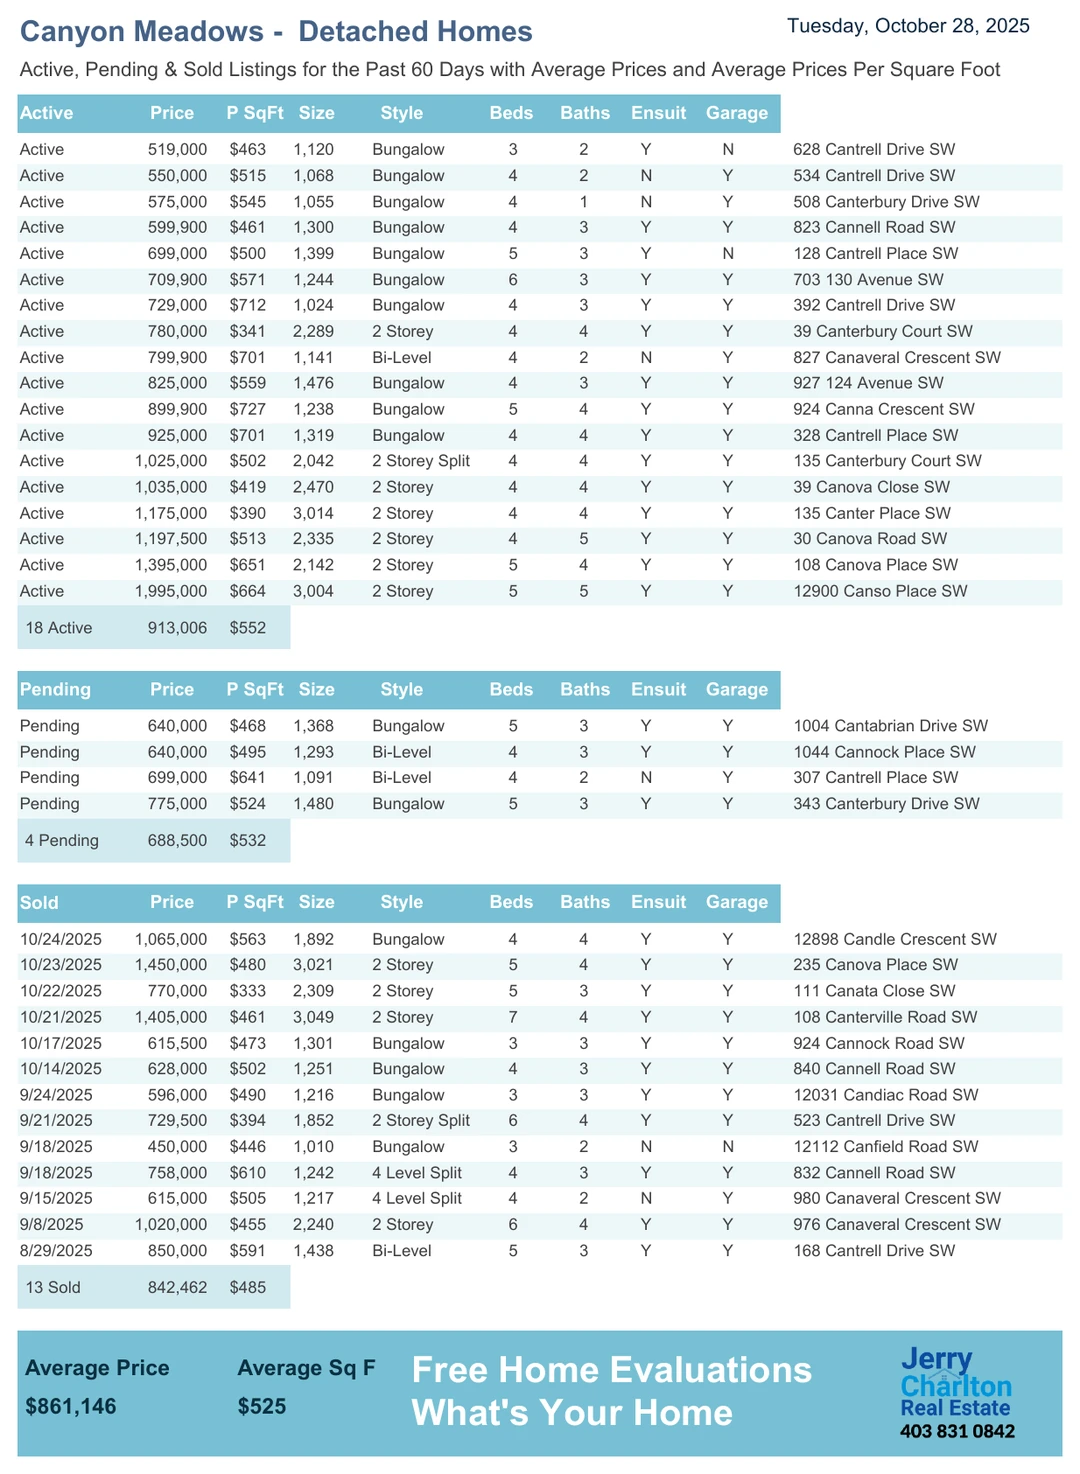 Canyon Meadows -  Detached Homes
Tuesday, October 28, 2025
Active, Pending & Sold Listings for the Past 60 Days with Average Prices and Average Prices Per Square Foot
Active Price P SqFt Size Style Beds Baths Ensuit Garage
Active 519,000 $463 1,120 Bungalow 3 2 Y N 628 Cantrell Drive SW
Active 550,000 $515 1,068 Bungalow 4 2 N Y 534 Cantrell Drive SW
Active 575,000 $545 1,055 Bungalow 4 1 N Y 508 Canterbury Drive SW
Active 599,900 $461 1,300 Bungalow 4 3 Y Y 823 Cannell Road SW
Active 699,000 $500 1,399 Bungalow 5 3 Y N 128 Cantrell Place SW
Active 709,900 $571 1,244 Bungalow 6 3 Y Y 703 130 Avenue SW
Active 729,000 $712 1,024 Bungalow 4 3 Y Y 392 Cantrell Drive SW
Active 780,000 $341 2,289 2 Storey 4 4 Y Y 39 Canterbury Court SW
Active 799,900 $701 1,141 Bi-Level 4 2 N Y 827 Canaveral Crescent SW
Active 825,000 $559 1,476 Bungalow 4 3 Y Y 927 124 Avenue SW
Active 899,900 $727 1,238 Bungalow 5 4 Y Y 924 Canna Crescent SW
Active 925,000 $701 1,319 Bungalow 4 4 Y Y 328 Cantrell Place SW
Active 1,025,000 $502 2,042 2 Storey Split 4 4 Y Y 135 Canterbury Court SW
Active 1,035,000 $419 2,470 2 Storey 4 4 Y Y 39 Canova Close SW
Active 1,175,000 $390 3,014 2 Storey 4 4 Y Y 135 Canter Place SW
Active 1,197,500 $513 2,335 2 Storey 4 5 Y Y 30 Canova Road SW
Active 1,395,000 $651 2,142 2 Storey 5 4 Y Y 108 Canova Place SW
Active 1,995,000 $664 3,004 2 Storey 5 5 Y Y 12900 Canso Place SW
18 Active 913,006 $552
Pending Price P SqFt Size Style Beds Baths Ensuit Garage
Pending 640,000 $468 1,368 Bungalow 5 3 Y Y 1004 Cantabrian Drive SW
Pending 640,000 $495 1,293 Bi-Level 4 3 Y Y 1044 Cannock Place SW
Pending 699,000 $641 1,091 Bi-Level 4 2 N Y 307 Cantrell Place SW
Pending 775,000 $524 1,480 Bungalow 5 3 Y Y 343 Canterbury Drive SW
4 Pending 688,500 $532
Sold Price P SqFt Size Style Beds Baths Ensuit Garage
10/24/2025 1,065,000 $563 1,892 Bungalow 4 4 Y Y 12898 Candle Crescent SW
10/23/2025 1,450,000 $480 3,021 2 Storey 5 4 Y Y 235 Canova Place SW
10/22/2025 770,000 $333 2,309 2 Storey 5 3 Y Y 111 Canata Close SW
10/21/2025 1,405,000 $461 3,049 2 Storey 7 4 Y Y 108 Canterville Road SW
10/17/2025 615,500 $473 1,301 Bungalow 3 3 Y Y 924 Cannock Road SW
10/14/2025 628,000 $502 1,251 Bungalow 4 3 Y Y 840 Cannell Road SW
9/24/2025 596,000 $490 1,216 Bungalow 3 3 Y Y 12031 Candiac Road SW
9/21/2025 729,500 $394 1,852 2 Storey Split 6 4 Y Y 523 Cantrell Drive SW
9/18/2025 450,000 $446 1,010 Bungalow 3 2 N N 12112 Canfield Road SW
9/18/2025 758,000 $610 1,242 4 Level Split 4 3 Y Y 832 Cannell Road SW
9/15/2025 615,000 $505 1,217 4 Level Split 4 2 N Y 980 Canaveral Crescent SW
9/8/2025 1,020,000 $455 2,240 2 Storey 6 4 Y Y 976 Canaveral Crescent SW
8/29/2025 850,000 $591 1,438 Bi-Level 5 3 Y Y 168 Cantrell Drive SW
13 Sold 842,462 $485
Average Price Average Sq F
$861,146 $525
Free Home Evaluations
What's Your Home
Jerry
Charlton
Real Estate
403 831 0842